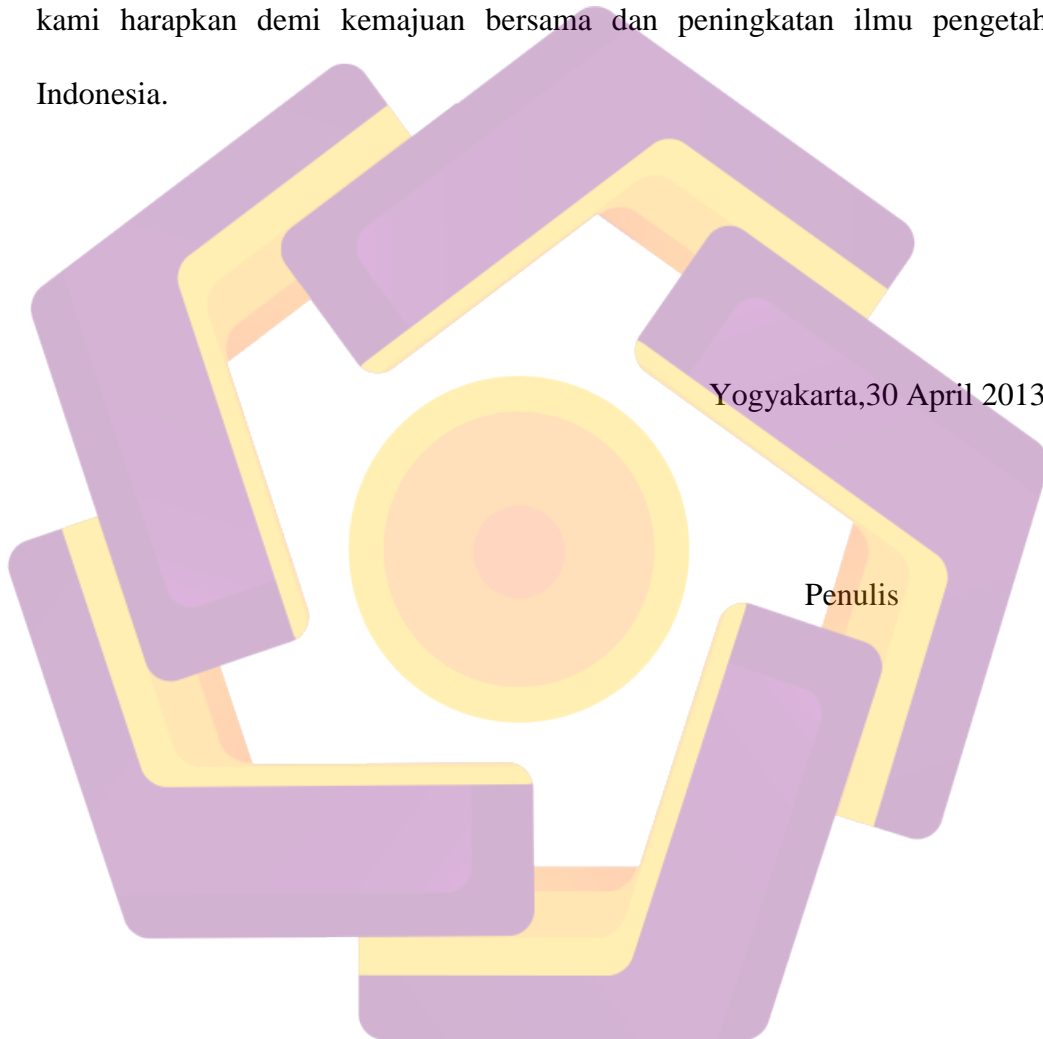 kami harapkan demi kemajuan bersama dan peningkatan ilmu pengetah
Indonesia.
Yogyakarta,30 April 2013
Penulis